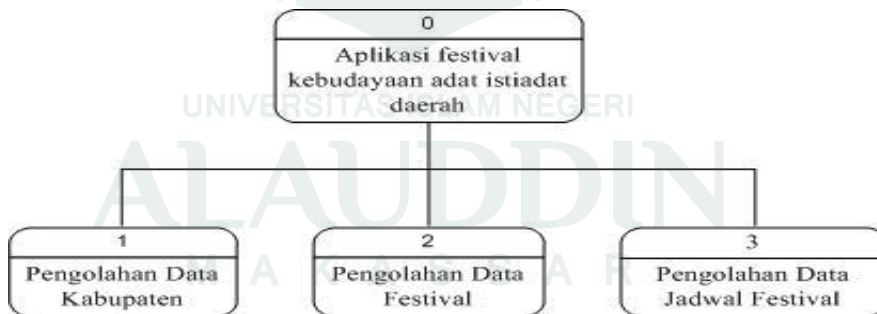 0
Aplikasi festival
kebudayaan adat istiadat
daerah
UNIVERSITAS ISLAM NEGERI
ALAUDDIN
MAKASSAR
1
Pengolahan Data
Kabupaten
2
Pengolahan Data
Festival
3
Pengolahan Data
Jadwal Festival